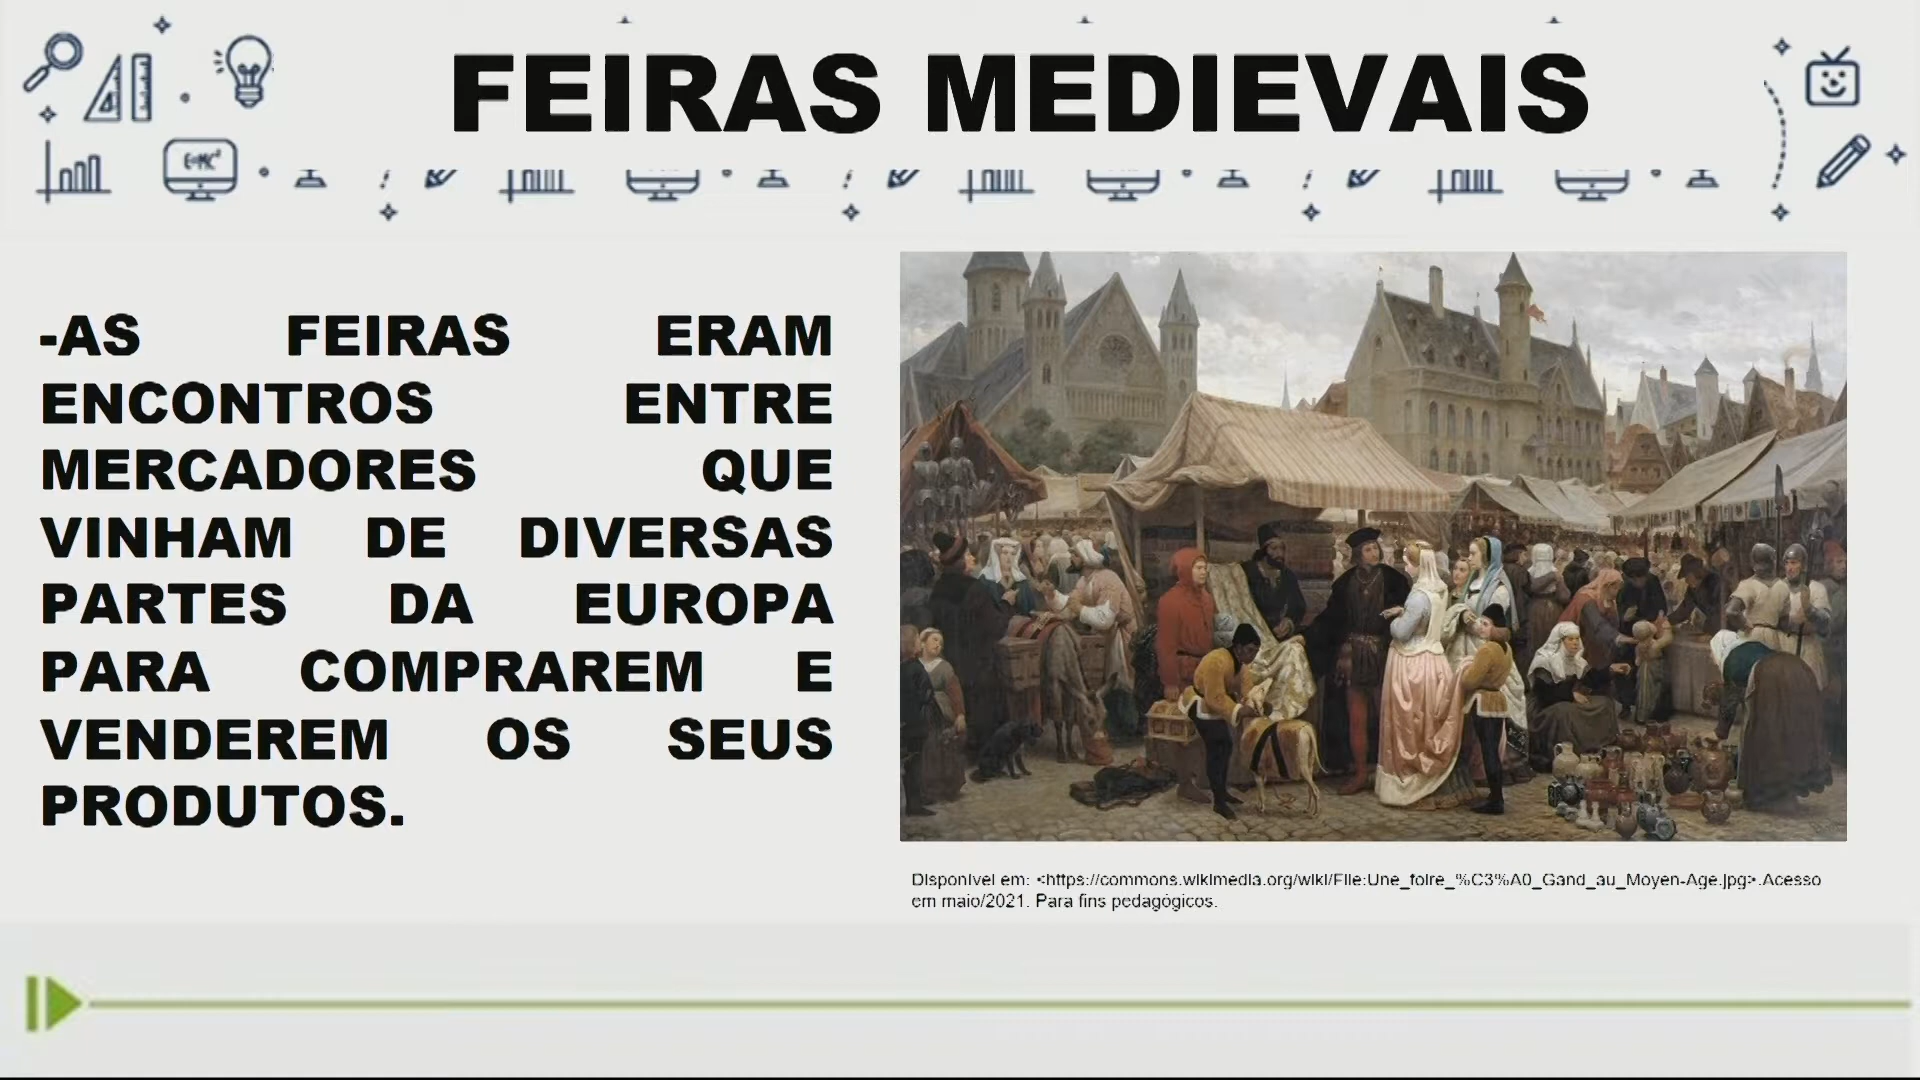 FEIRAS MEDIEVAIS
E=MC²
-AS FEIRAS ERAM
ENCONTROS ENTRE
MERCADORES QUE
VINHAM DE DIVERSAS
PARTES DA EUROPA
PARA COMPRAREM E
VENDEREM OS SEUS
PRODUTOS.
Disponível em: <https://commons.wikimedia.org/wiki/File:Une_foire_%C3%A0_Gand_au_Moyen-Age.jpg>.Acesso
em maio/2021. Para fins pedagógicos.